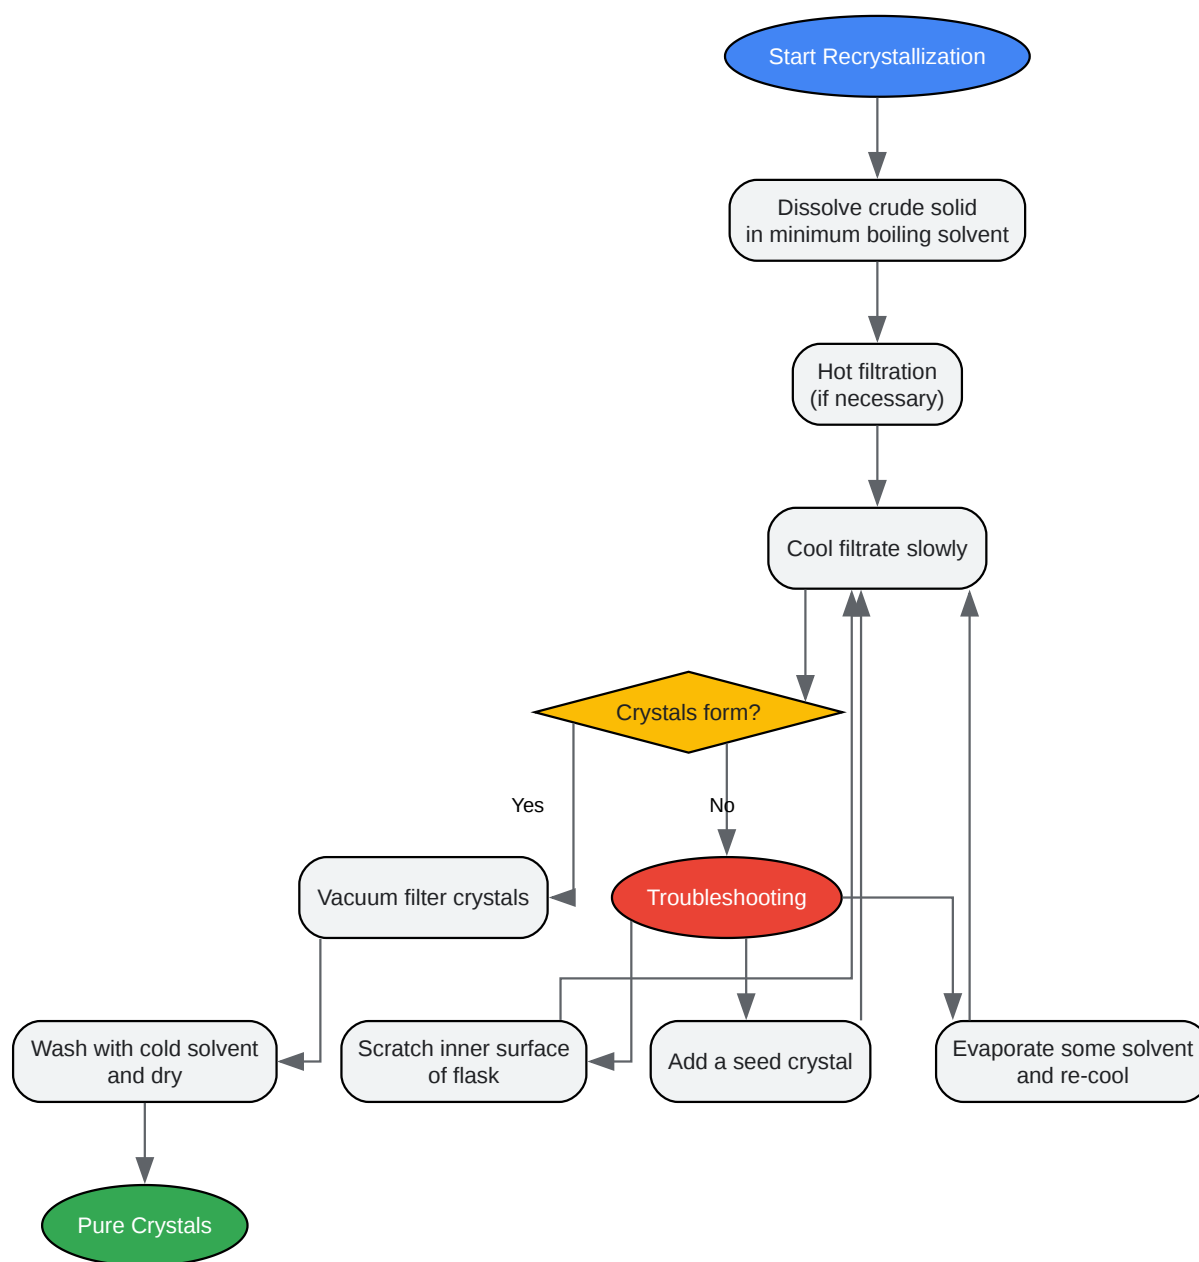 Start Recrystallization
Dissolve crude solid
in minimum boiling solvent
Hot filtration
(if necessary)
Cool filtrate slowly
Crystals form?
Yes
No
Vacuum filter crystals
Troubleshooting
Wash with cold solvent
and dry
Scratch inner surface
of flask
Add a seed crystal
Evaporate some solvent
and re-cool
Pure Crystals